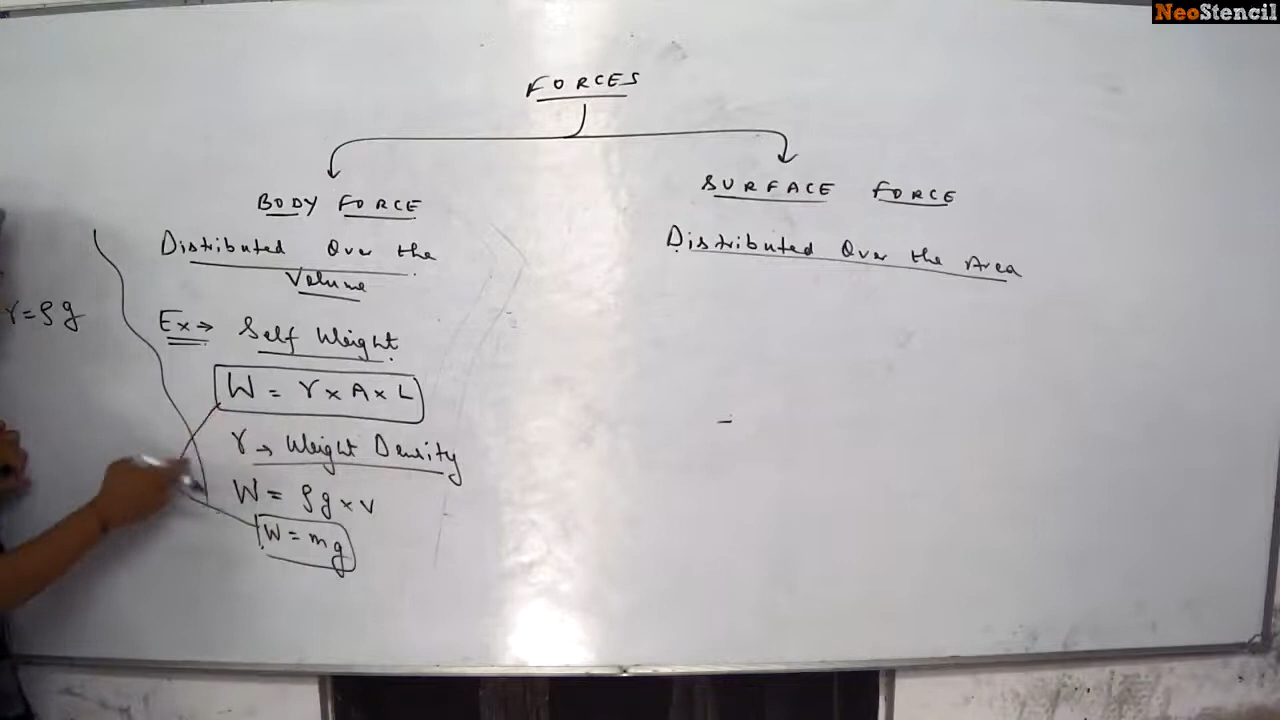 NeoStencil
FORCES
BODY FORCE
Distributed Over the
Volume
Ex→ Self Weight
W = γ × A × L
γ → Weight Density
W = ρg × V
W = mg
γ = ρg
SURFACE FORCE
Distributed Over the Area